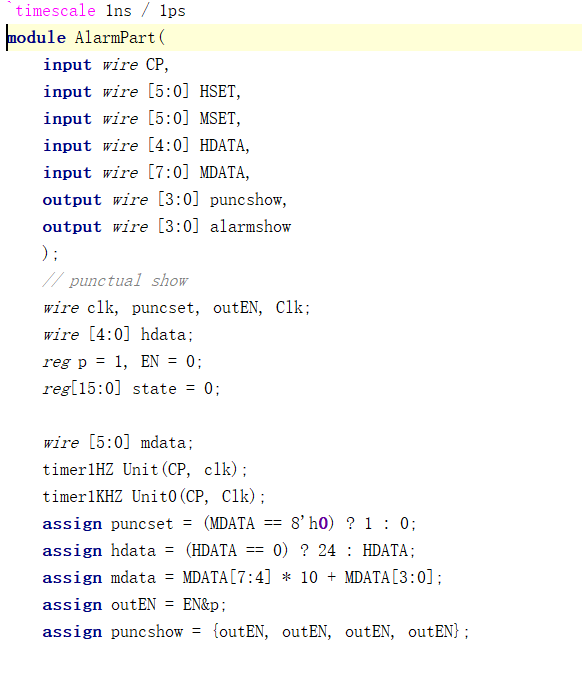 `timescale 1ns / 1ps
module AlarmPart(
input wire CP,
input wire [5:0] HSET,
input wire [5:0] MSET,
input wire [4:0] HDATA,
input wire [7:0] MDATA,
output wire [3:0] puncshow,
output wire [3:0] alarmshow
);
// punctual show
wire clk, puncset, outEN, Clk;
wire [4:0] hdata;
reg p = 1, EN = 0;
reg[15:0] state = 0;
wire [5:0] mdata;
timer1HZ Unit(CP, clk);
timer1KHZ Unit0(CP, Clk);
assign puncset = (MDATA == 8'h0) ? 1 : 0;
assign hdata = (HDATA == 0) ? 24 : HDATA;
assign mdata = MDATA[7:4] * 10 + MDATA[3:0];
assign outEN = EN&p;
assign puncshow = {outEN, outEN, outEN, outEN};